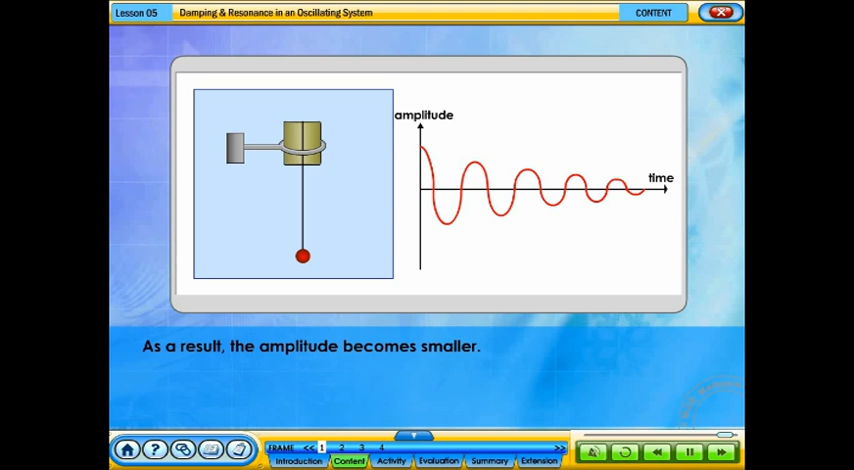 Lesson 05 Damping & Resonance in an Oscillating System CONTENT
amplitude
time
As a result, the amplitude becomes smaller.
FRAME << 1 2 3 4 >>
Introduction Content Activity Evaluation Summary Extension